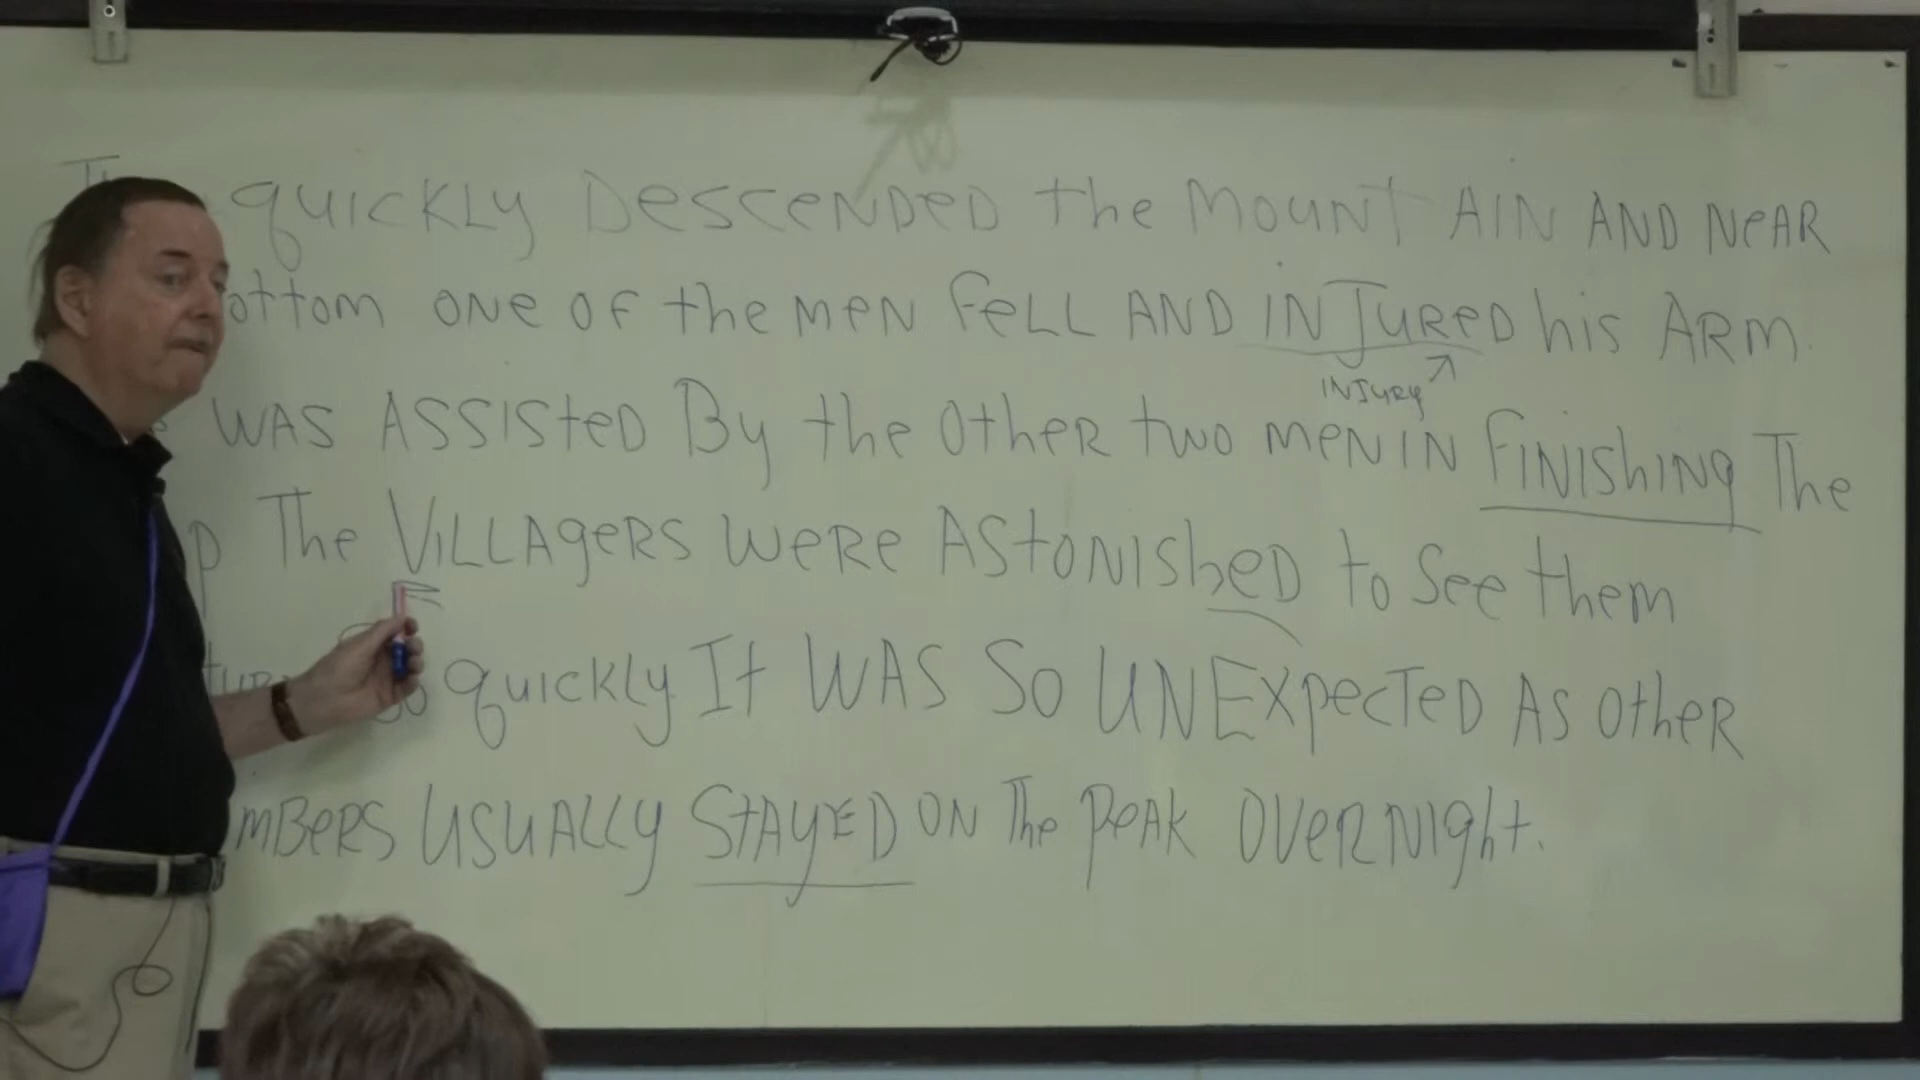 quickly Descended the Mountain AND NeAR
ottom ONe OF the meN FeLL AND INJuReD his ARm
INJury
WAS ASSISteD By the Other two meN IN FINIShINg The
p The VILLAgeRS weRe AStONIsheD to See them
So quickly It WAS So UNExpecTeD As OtheR
mBeRS USUALLy StAyED ON The peAk OveRNIght.